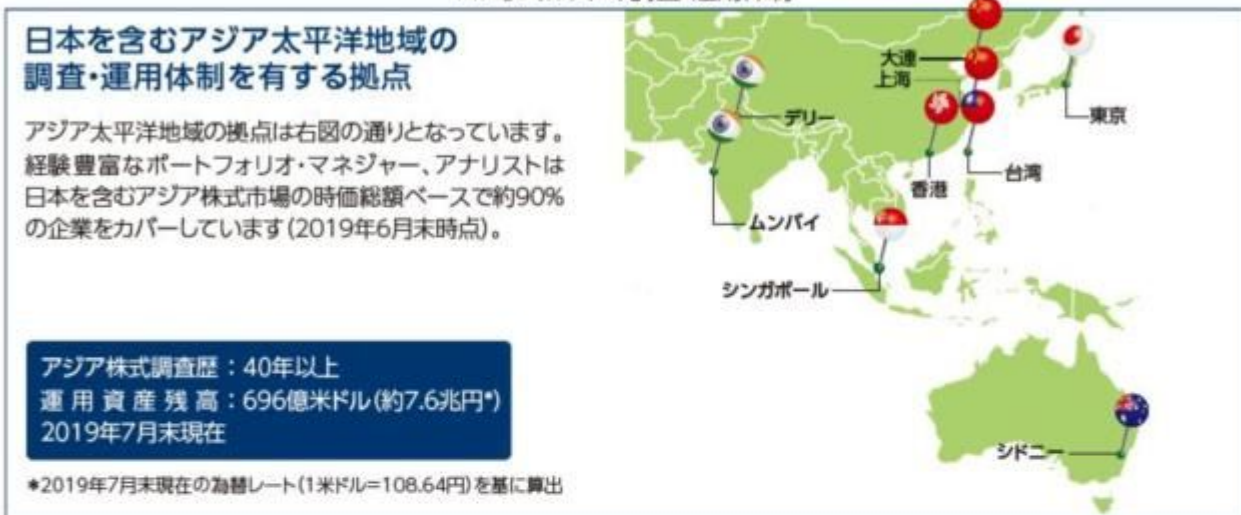 日本を含むアジア太平洋地域の
調査・運用体制を有する拠点
アジア太平洋地域の拠点は右図の通りとなっています。
経験豊富なポートフォリオ・マネジャー、アナリストは
日本を含むアジア株式市場の時価総額ベースで約90%
の企業をカバーしています(2019年6月末時点)。
アジア株式調査歴：40年以上
運用資産残高：696億米ドル(約7.6兆円*)
2019年7月末現在
*2019年7月末現在の為替レート(1米ドル=108.64円)を基に算出
大連
上海
デリー
東京
香港
台湾
ムンバイ
シンガポール
シドニー